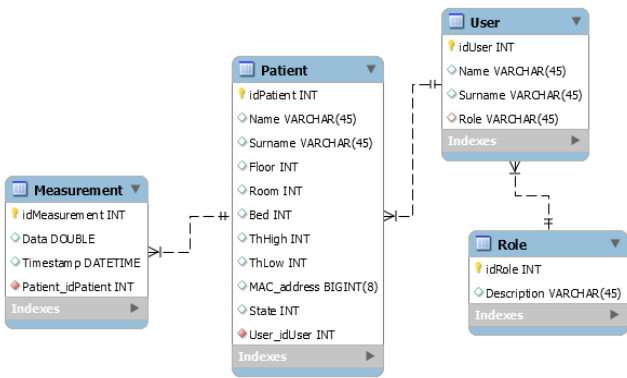 User
idUser INT
Name VARCHAR(45)
Surname VARCHAR(45)
Role VARCHAR(45)
Indexes
Patient
idPatient INT
Name VARCHAR(45)
Surname VARCHAR(45)
Floor INT
Room INT
Bed INT
ThHigh INT
ThLow INT
MAC_address BIGINT(8)
State INT
User_idUser INT
Indexes
Measurement
idMeasurement INT
Data DOUBLE
Timestamp DATETIME
Patient_idPatient INT
Indexes
Role
idRole INT
Description VARCHAR(45)
Indexes